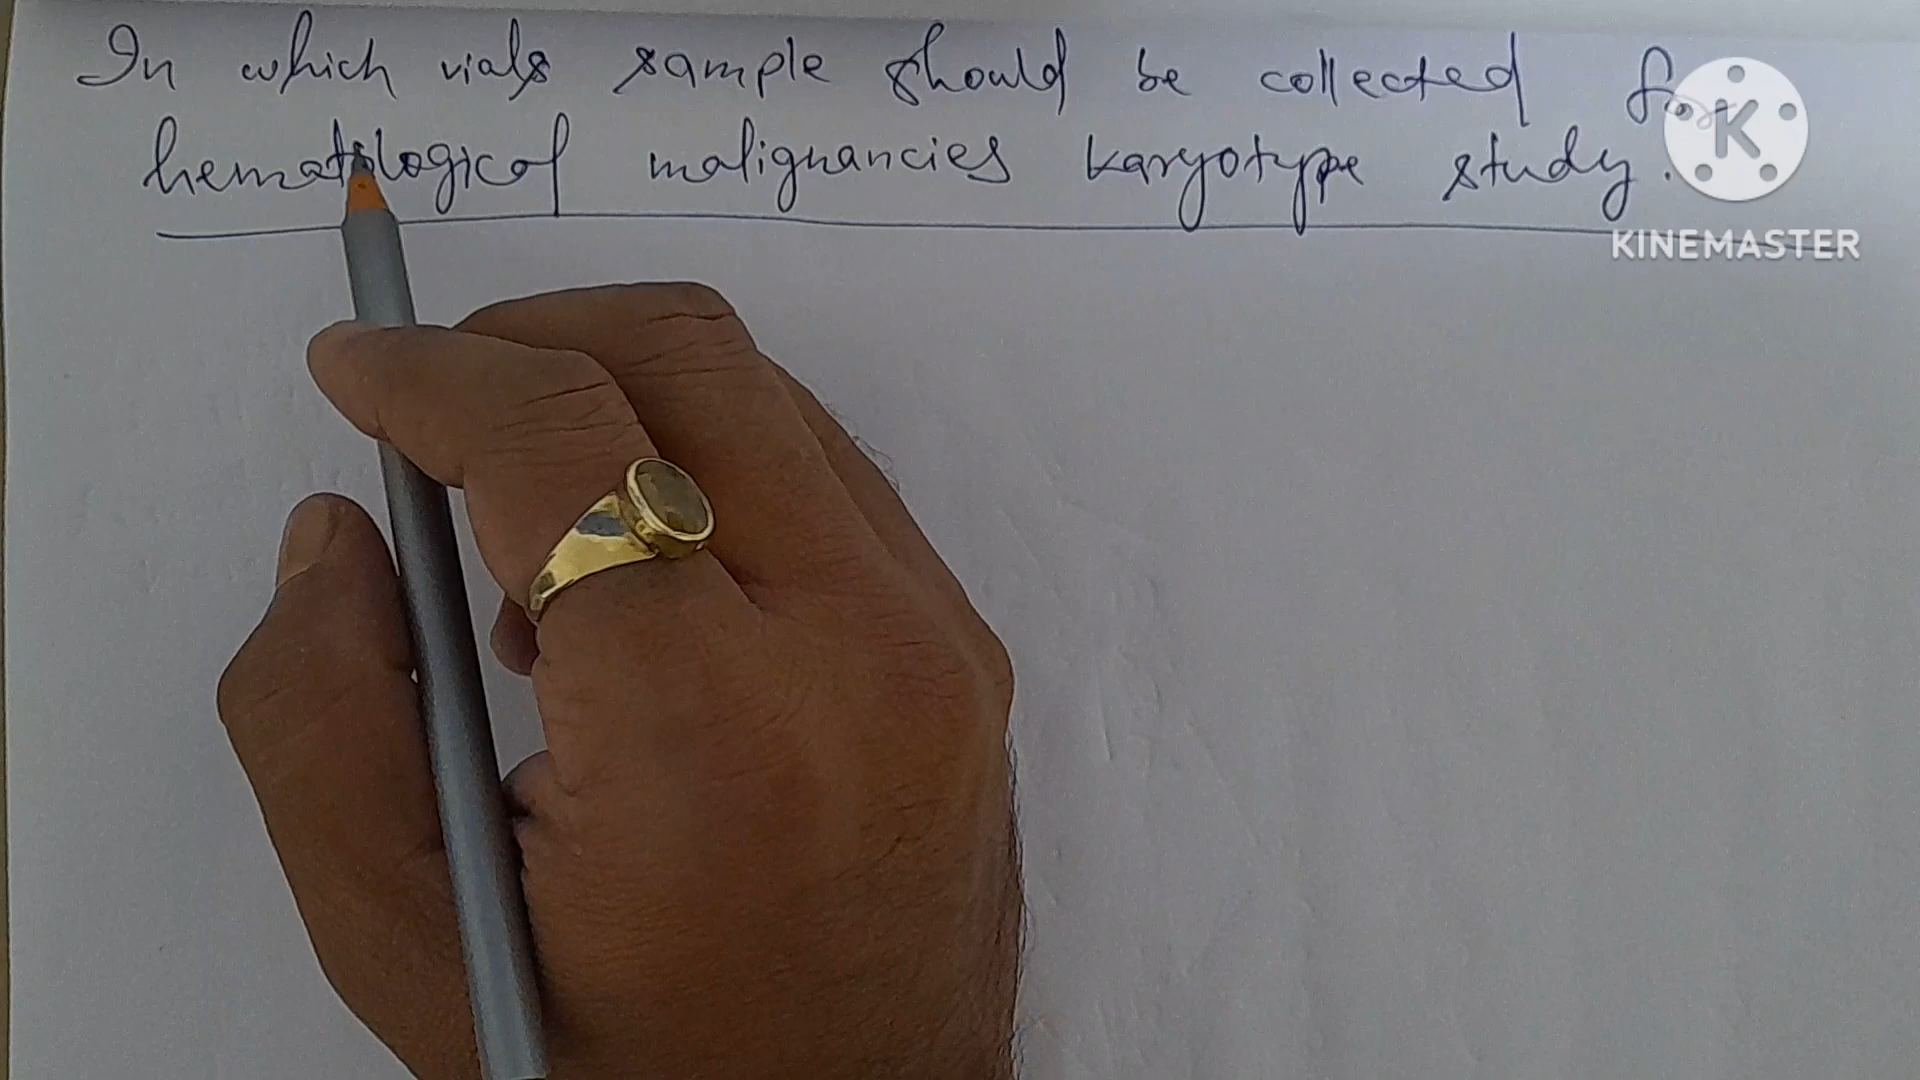 In which vials sample should be collected for
hematological malignancies karyotype study.
K
KINEMASTER